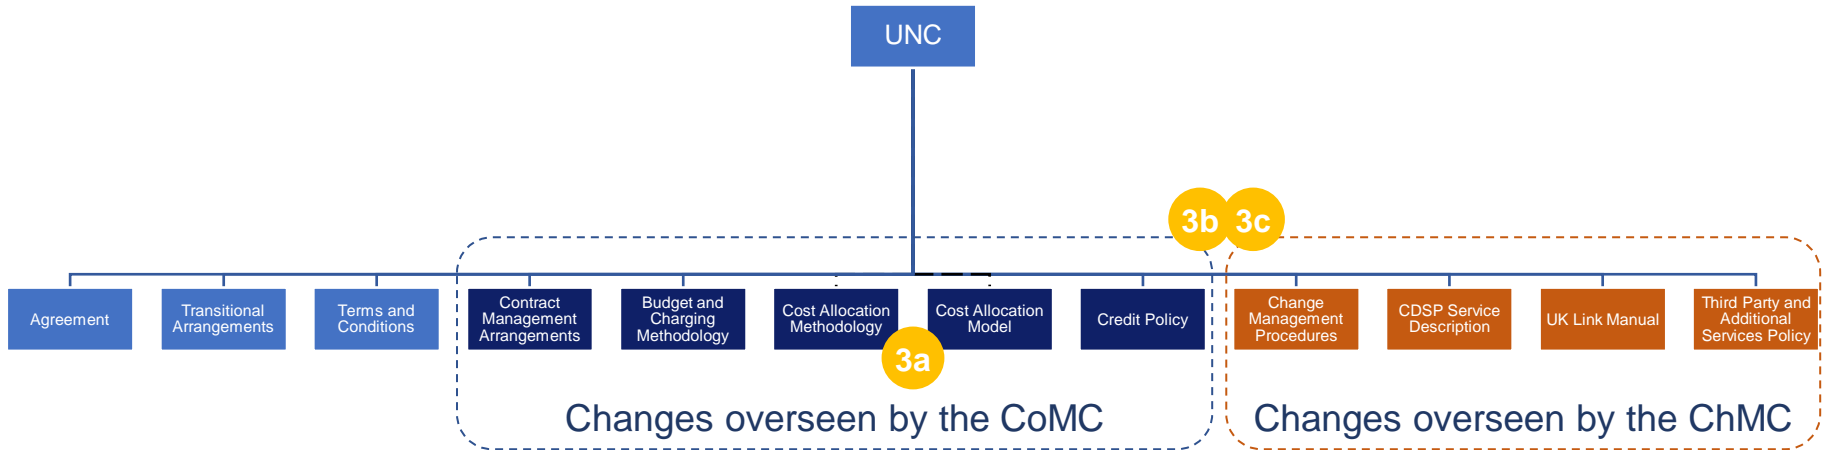 UNC
3b
3c
Agreement
Transitional
Arrangements
Terms and
Conditions
Contract
Management
Arrangements
Budget and
Charging
Methodology
Cost Allocation
Methodology
Cost Allocation
Model
Credit Policy
Change
Management
Procedures
CDSP Service
Description
UK Link Manual
Third Party and
Additional
Services Policy
3a
Changes overseen by the CoMC
Changes overseen by the ChMC